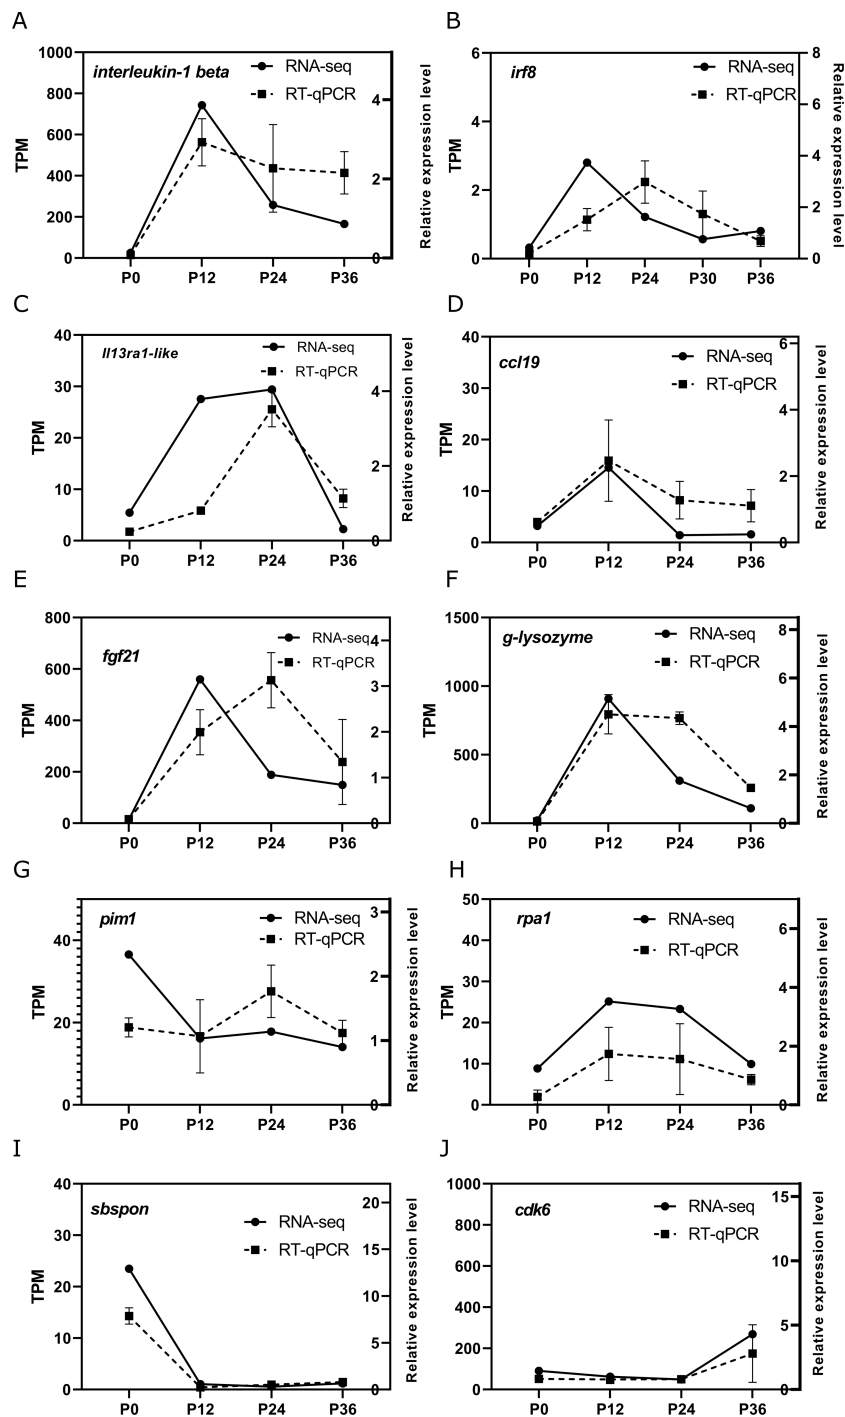 A
interleukin-1 beta
RNA-seq
RT-qPCR
1000
800
600
400
200
0
TPM
4
2
0
Relative expression level
P0 P12 P24 P36
B
irf8
RNA-seq
RT-qPCR
6
4
2
0
TPM
8
6
4
2
0
Relative expression level
P0 P12 P24 P30 P36
C
Il13ra1-like
RNA-seq
RT-qPCR
40
30
20
10
0
TPM
4
2
0
Relative expression level
P0 P12 P24 P36
D
ccl19
RNA-seq
RT-qPCR
40
30
20
10
0
TPM
6
4
2
0
Relative expression level
P0 P12 P24 P36
E
fgf21
RNA-seq
RT-qPCR
800
600
400
200
0
TPM
4
3
2
1
0
Relative expression level
P0 P12 P24 P36
F
g-lysozyme
RNA-seq
RT-qPCR
1500
1000
500
0
TPM
8
6
4
2
0
Relative expression level
P0 P12 P24 P36
G
pim1
RNA-seq
RT-qPCR
40
20
0
TPM
3
2
1
0
Relative expression level
P0 P12 P24 P36
H
rpa1
RNA-seq
RT-qPCR
50
40
30
20
10
0
TPM
6
4
2
0
Relative expression level
P0 P12 P24 P36
I
sbspon
RNA-seq
RT-qPCR
40
30
20
10
0
TPM
20
15
10
5
0
Relative expression level
P0 P12 P24 P36
J
cdk6
RNA-seq
RT-qPCR
1000
800
600
400
200
0
TPM
15
10
5
0
Relative expression level
P0 P12 P24 P36